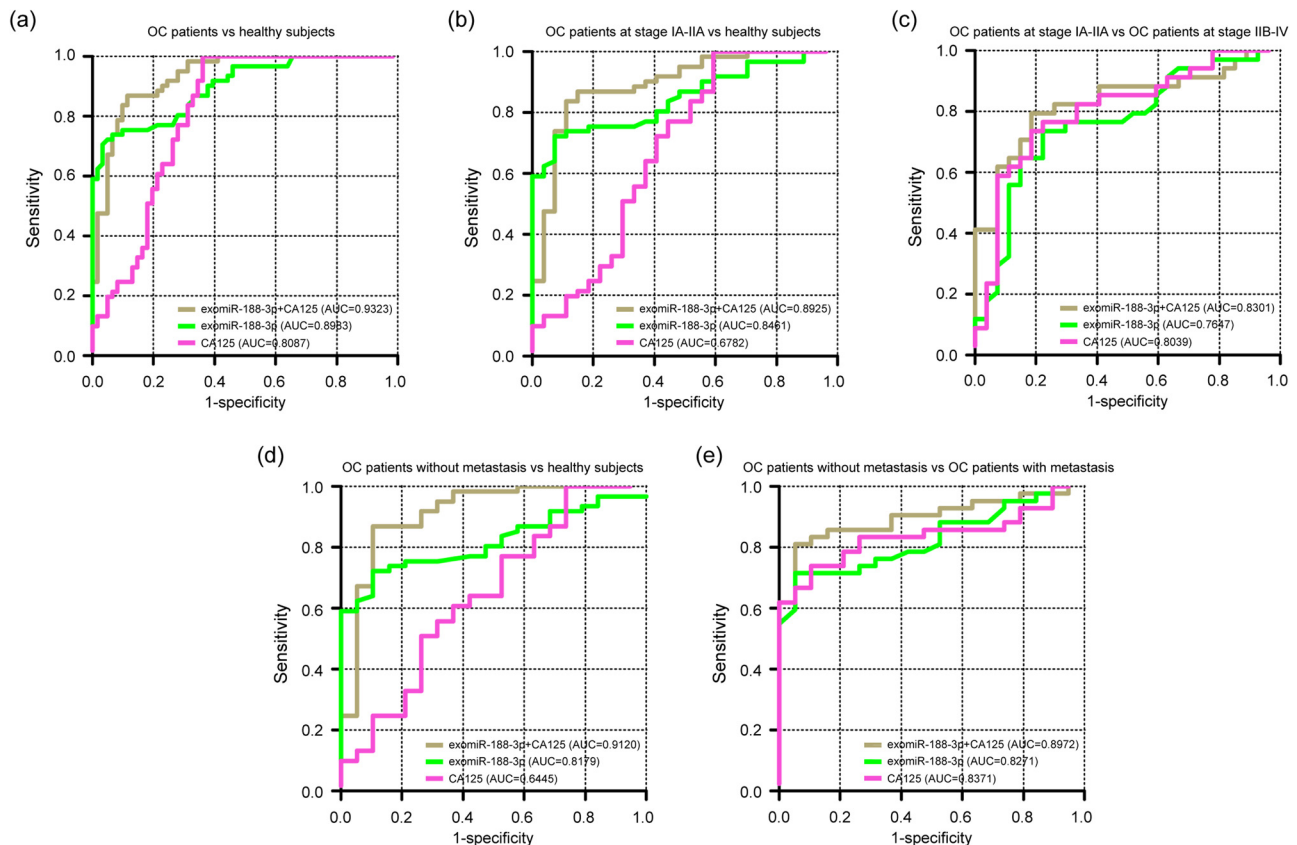 (a)
OC patients vs healthy subjects
1.0
0.8
0.6
0.4
0.2
0.0
Sensitivity
exomiR-188-3p+CA125 (AUC=0.9323)
exomiR-188-3p (AUC=0.8983)
CA125 (AUC=0.8087)
0.0 0.2 0.4 0.6 0.8 1.0
1-specificity
(b)
OC patients at stage IA-IIA vs healthy subjects
1.0
0.8
0.6
0.4
0.2
0.0
Sensitivity
exomiR-188-3p+CA125 (AUC=0.8925)
exomiR-188-3p (AUC=0.8461)
CA125 (AUC=0.6782)
0.0 0.2 0.4 0.6 0.8 1.0
1-specificity
(c)
OC patients at stage IA-IIA vs OC patients at stage IIB-IV
1.0
0.8
0.6
0.4
0.2
0.0
Sensitivity
exomiR-188-3p+CA125 (AUC=0.8301)
exomiR-188-3p (AUC=0.7647)
CA125 (AUC=0.8039)
0.0 0.2 0.4 0.6 0.8 1.0
1-specificity
(d)
OC patients without metastasis vs healthy subjects
1.0
0.8
0.6
0.4
0.2
0.0
Sensitivity
exomiR-188-3p+CA125 (AUC=0.9120)
exomiR-188-3p (AUC=0.8179)
CA125 (AUC=0.6445)
0.0 0.2 0.4 0.6 0.8 1.0
1-specificity
(e)
OC patients without metastasis vs OC patients with metastasis
1.0
0.8
0.6
0.4
0.2
0.0
Sensitivity
exomiR-188-3p+CA125 (AUC=0.8972)
exomiR-188-3p (AUC=0.8271)
CA125 (AUC=0.8371)
0.0 0.2 0.4 0.6 0.8 1.0
1-specificity